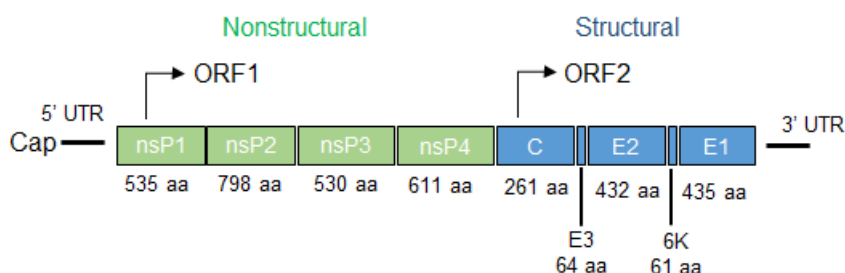 Nonstructural Structural
ORF1 ORF2
5' UTR 3' UTR
Cap nsP1 nsP2 nsP3 nsP4 C E2 E1
535 aa 798 aa 530 aa 611 aa 261 aa 432 aa 435 aa
E3 6K
64 aa 61 aa